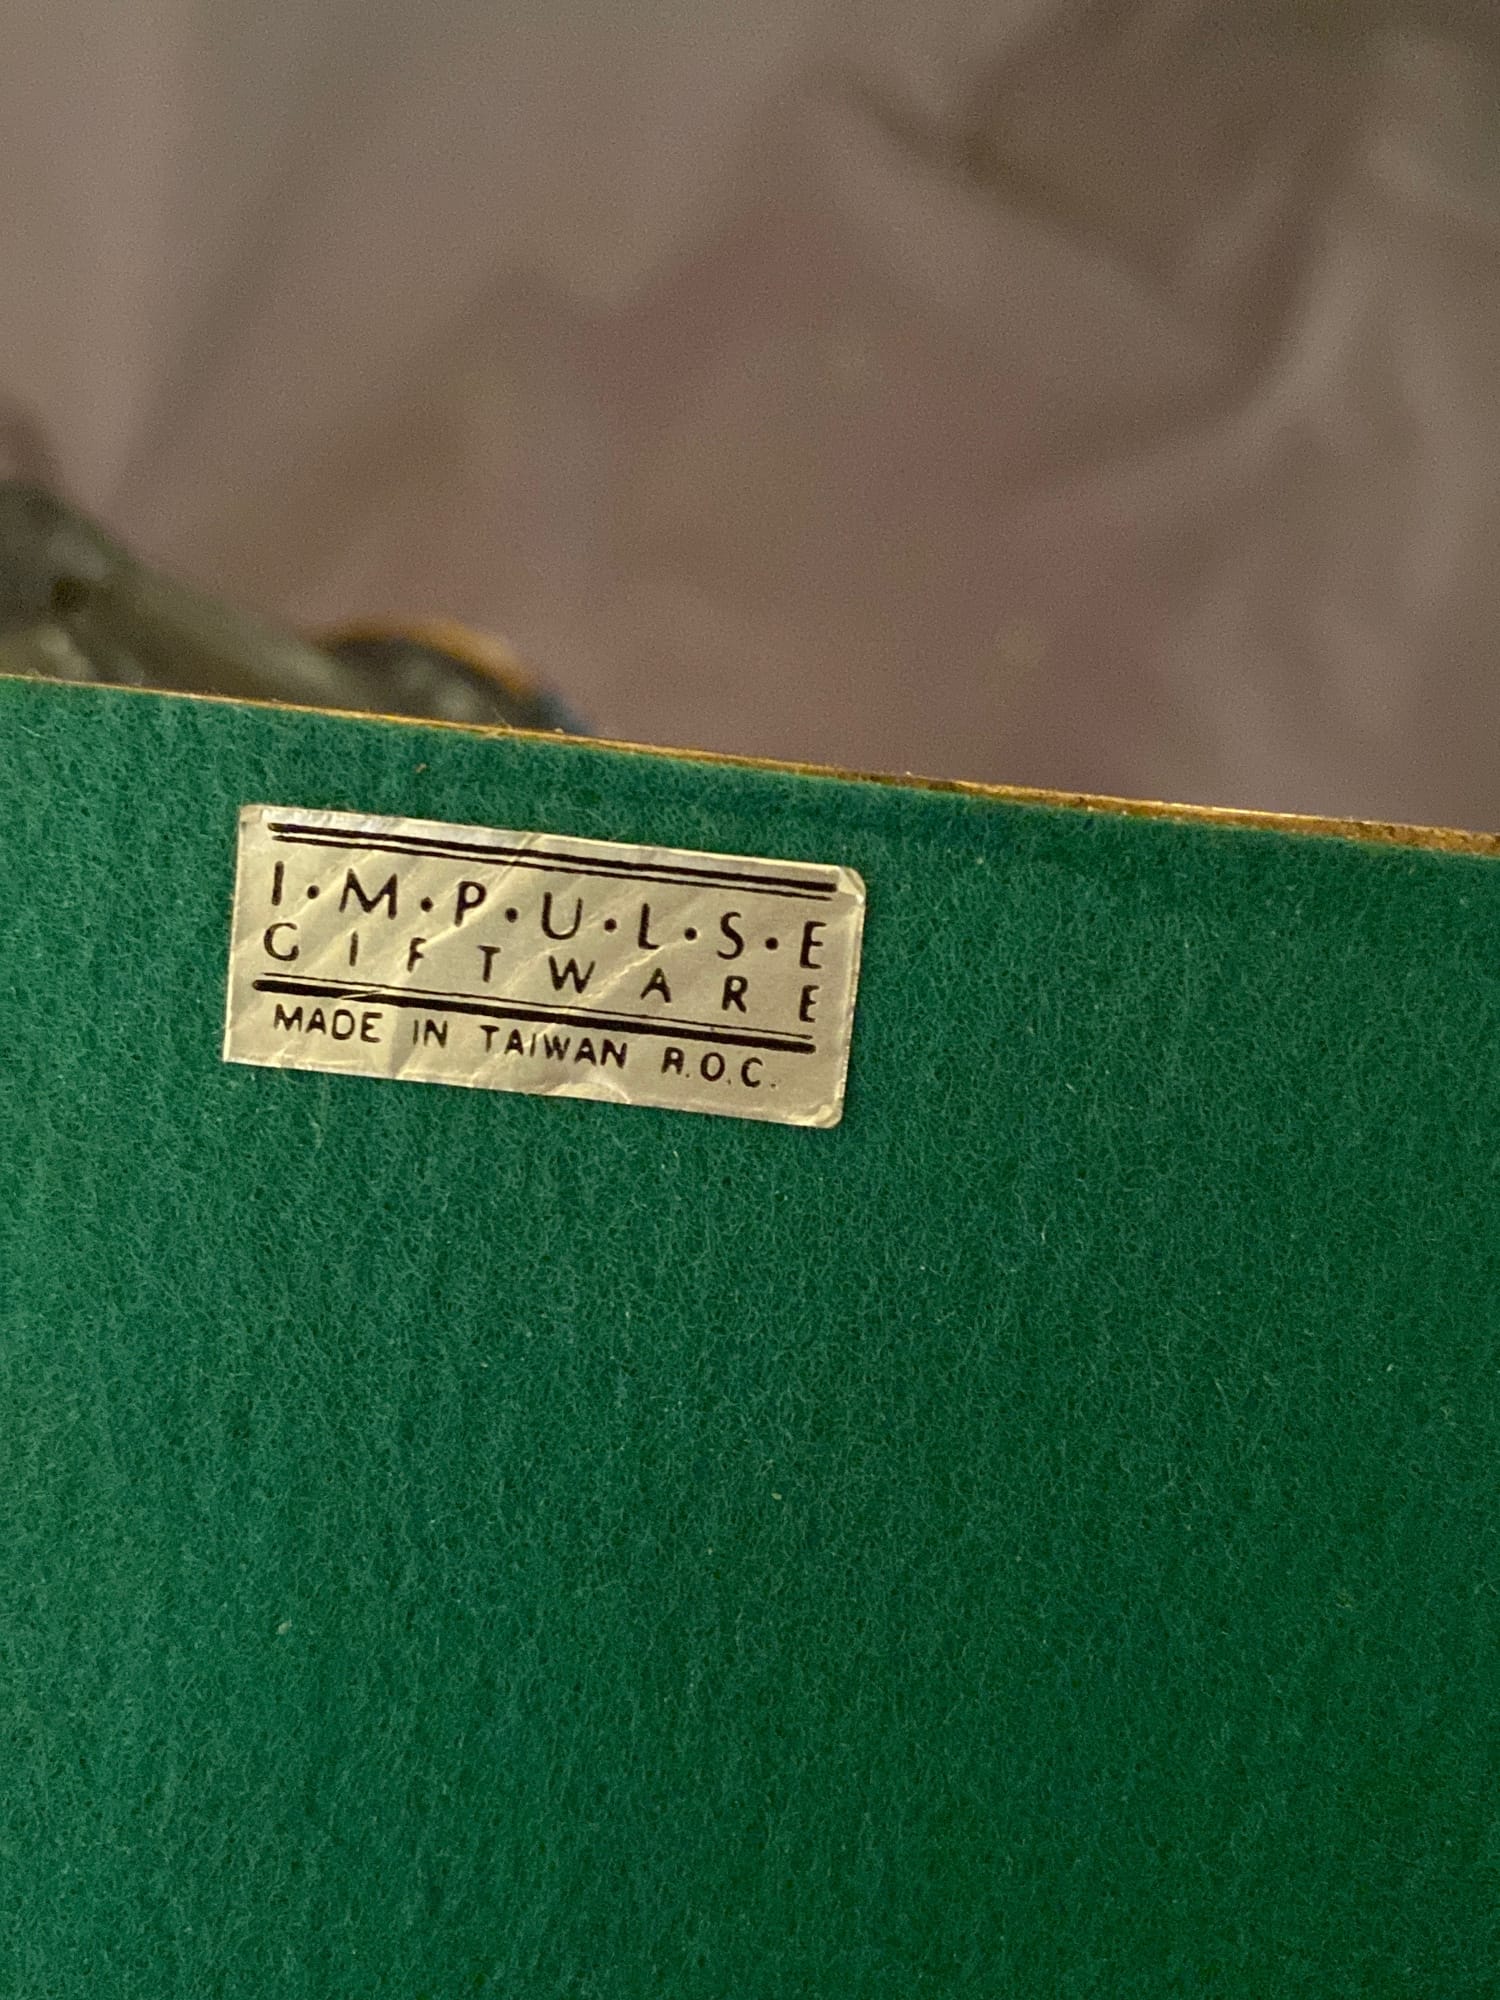 I·M·P·U·L·S·E
GIFTWARE
MADE IN TAIWAN R.O.C.